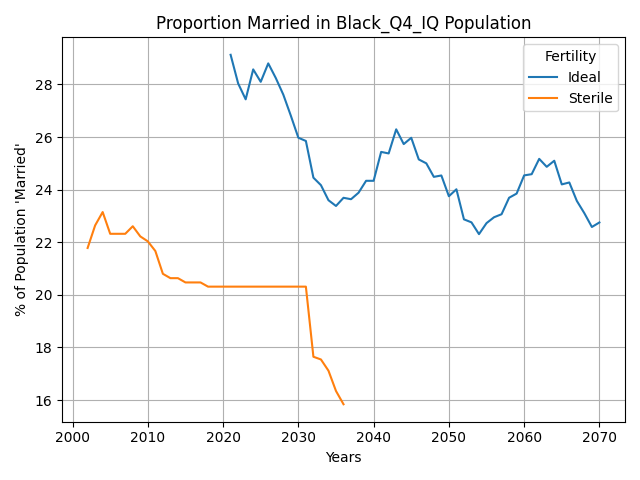 Proportion Married in Black_Q4_IQ Population
Fertility
Ideal
Sterile
% of Population 'Married'
28
26
24
22
20
18
16
2000 2010 2020 2030 2040 2050 2060 2070
Years